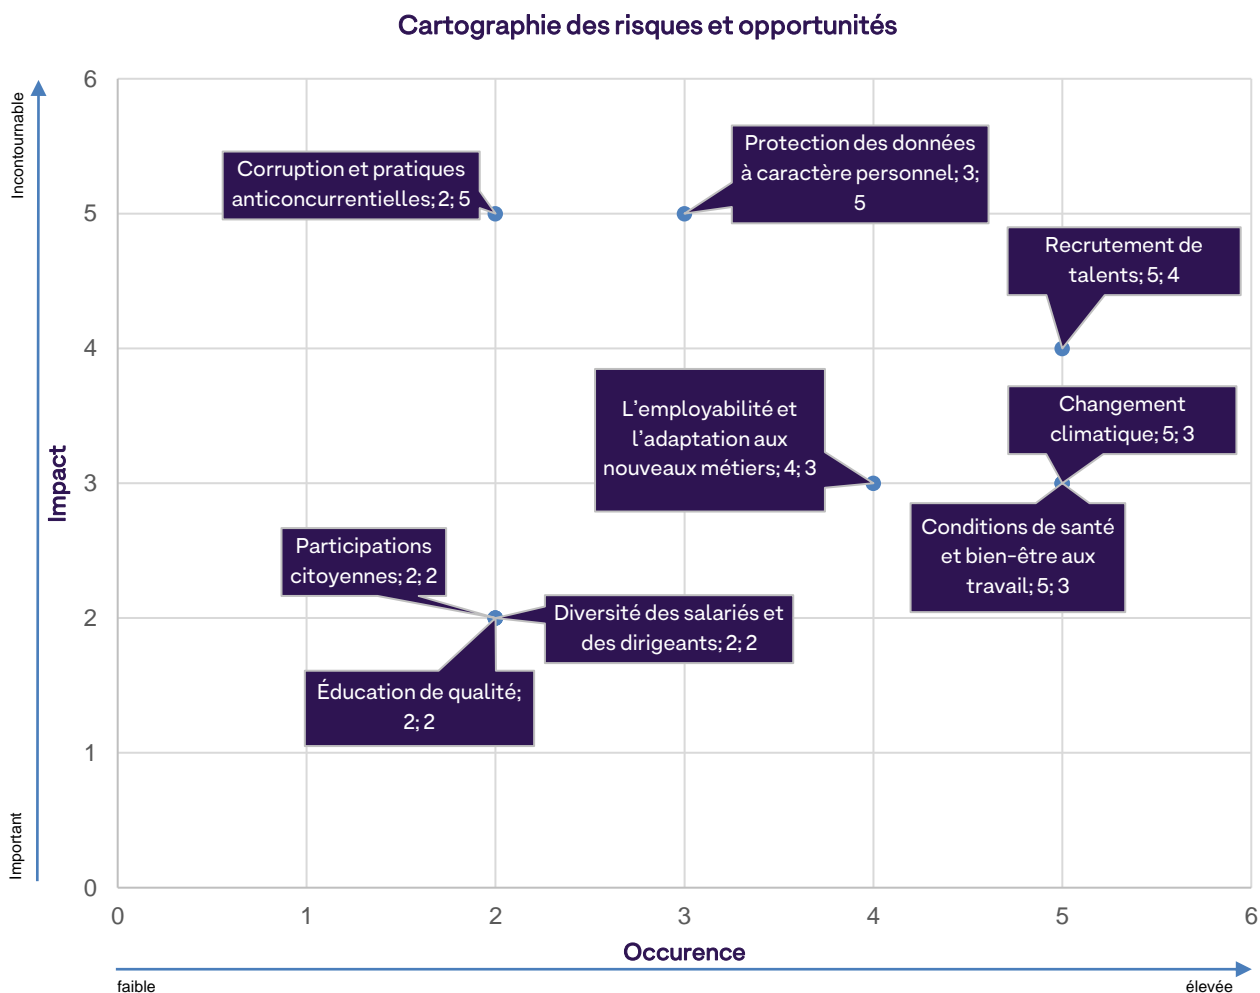 Cartographie des risques et opportunités
Incontournable
Important
Impact
6
5
4
3
2
1
0
Corruption et pratiques
anticoncurrentielles; 2; 5
Protection des données
à caractère personnel; 3;
5
Recrutement de
talents; 5; 4
L'employabilité et
l'adaptation aux
nouveaux métiers; 4; 3
Changement
climatique; 5; 3
Conditions de santé
et bien-être aux
travail; 5; 3
Participations
citoyennes; 2; 2
Diversité des salariés et
des dirigeants; 2; 2
Éducation de qualité;
2; 2
0 1 2 3 4 5 6
Occurence
faible élevée